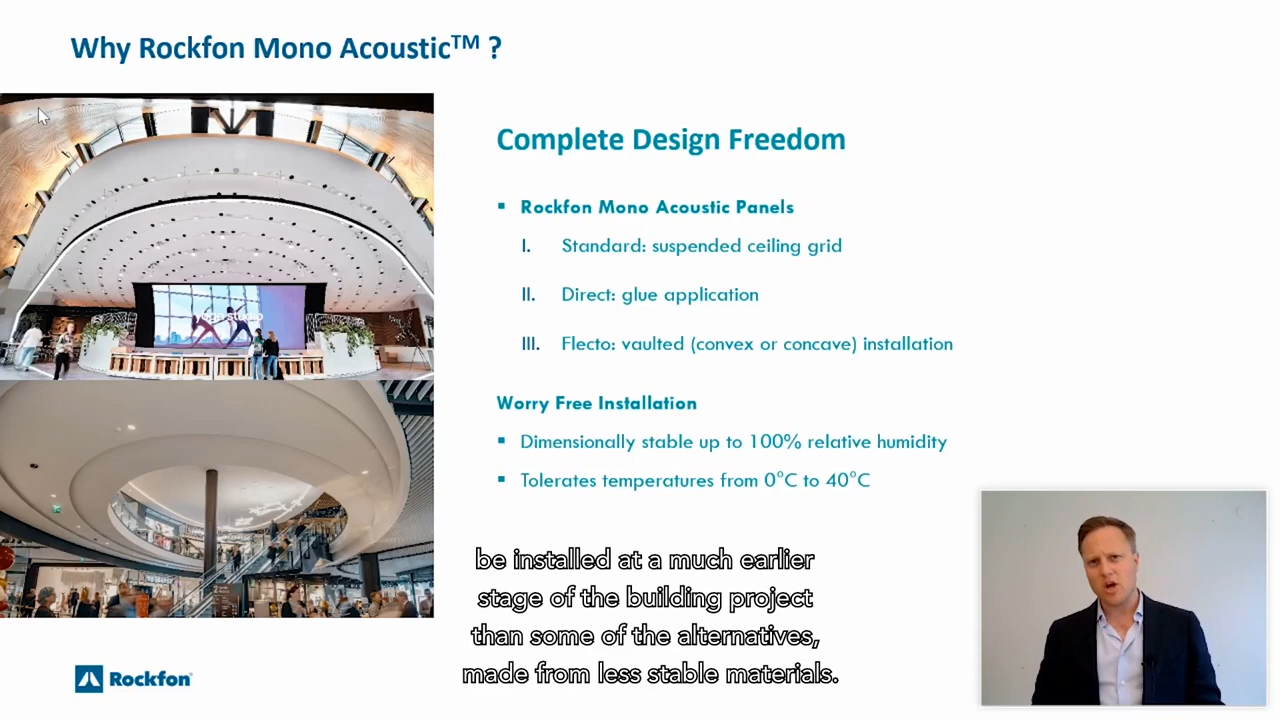 Why Rockfon Mono Acoustic™ ?
yoga studio
Complete Design Freedom
▪ Rockfon Mono Acoustic Panels
I. Standard: suspended ceiling grid
II. Direct: glue application
III. Flecto: vaulted (convex or concave) installation
Worry Free Installation
▪ Dimensionally stable up to 100% relative humidity
▪ Tolerates temperatures from 0°C to 40°C
be installed at a much earlier
stage of the building project
than some of the alternatives,
made from less stable materials.
Rockfon®